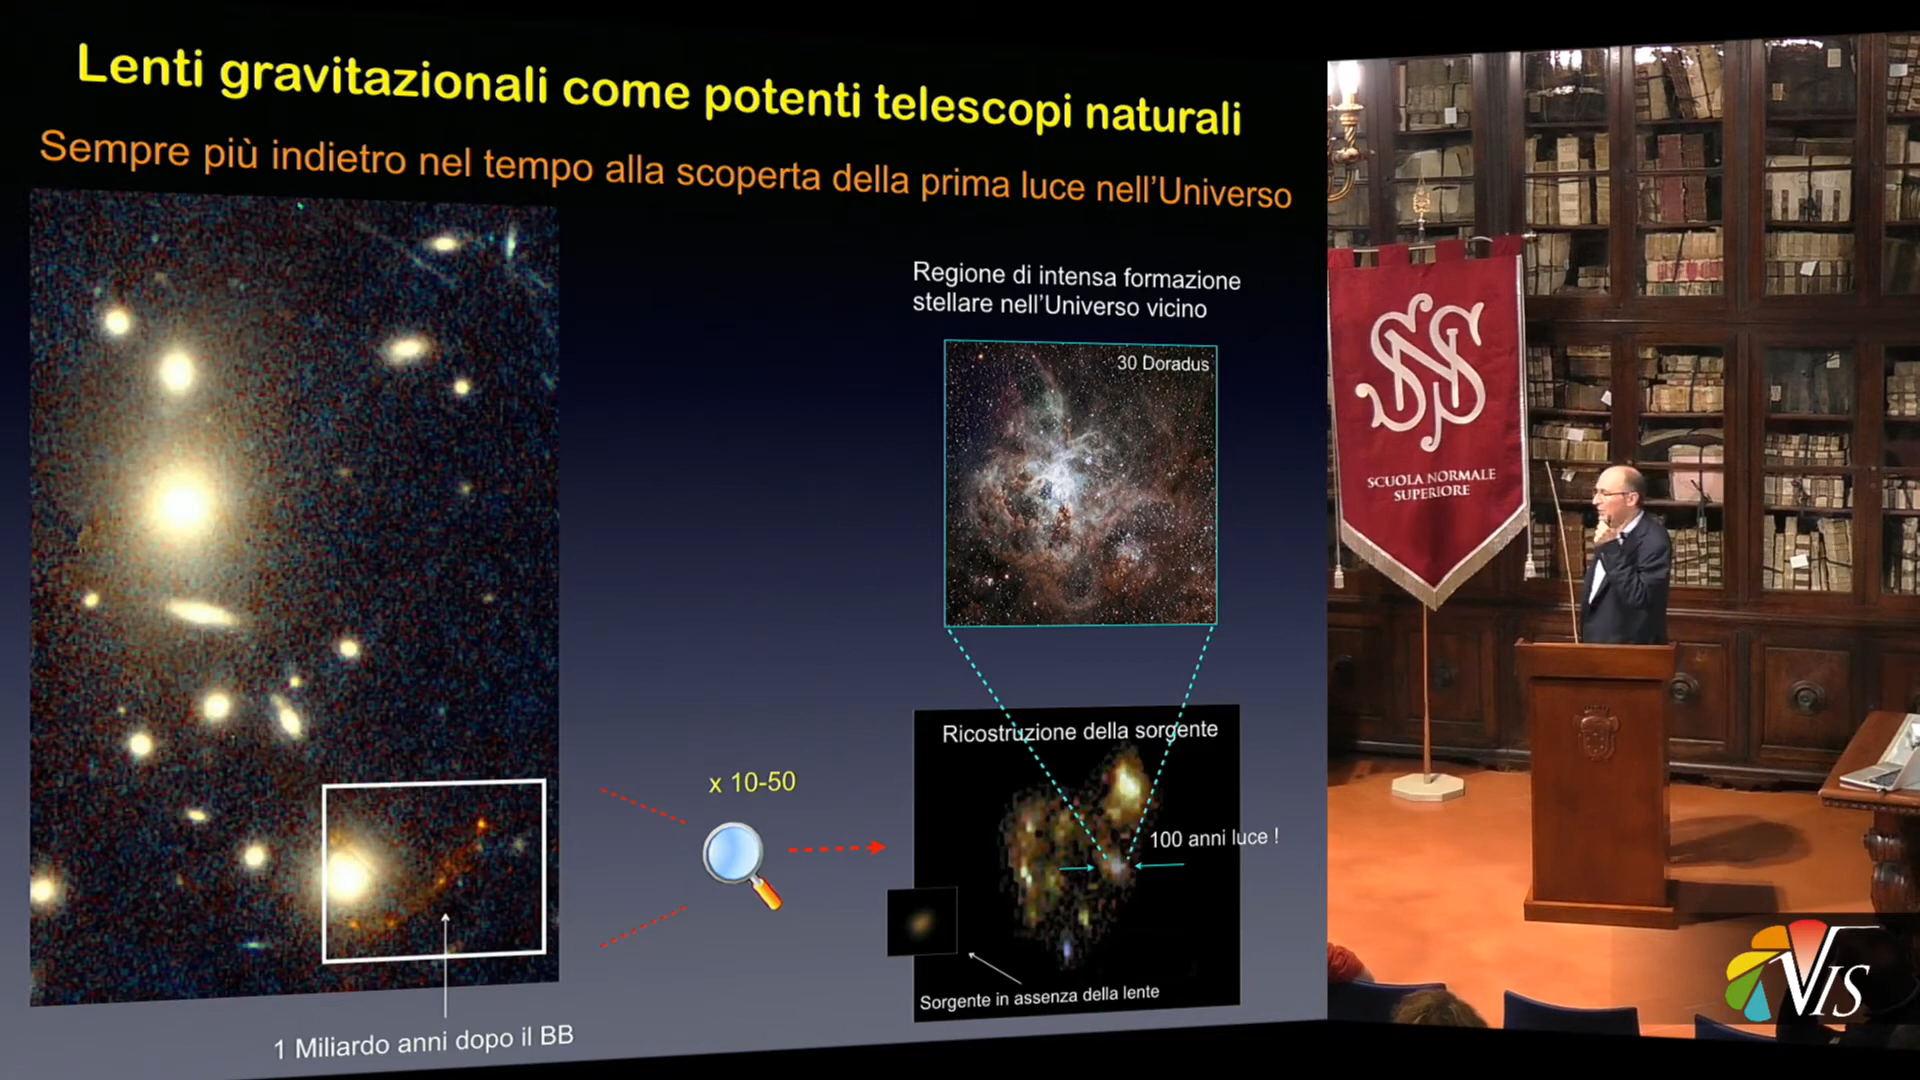 Lenti gravitazionali come potenti telescopi naturali
Sempre più indietro nel tempo alla scoperta della prima luce nell'Universo
Regione di intensa formazione
stellare nell'Universo vicino
30 Doradus
x 10-50
Ricostruzione della sorgente
100 anni luce !
Sorgente in assenza della lente
1 Miliardo anni dopo il BB
SNS
SCUOLA NORMALE
SUPERIORE
VIS